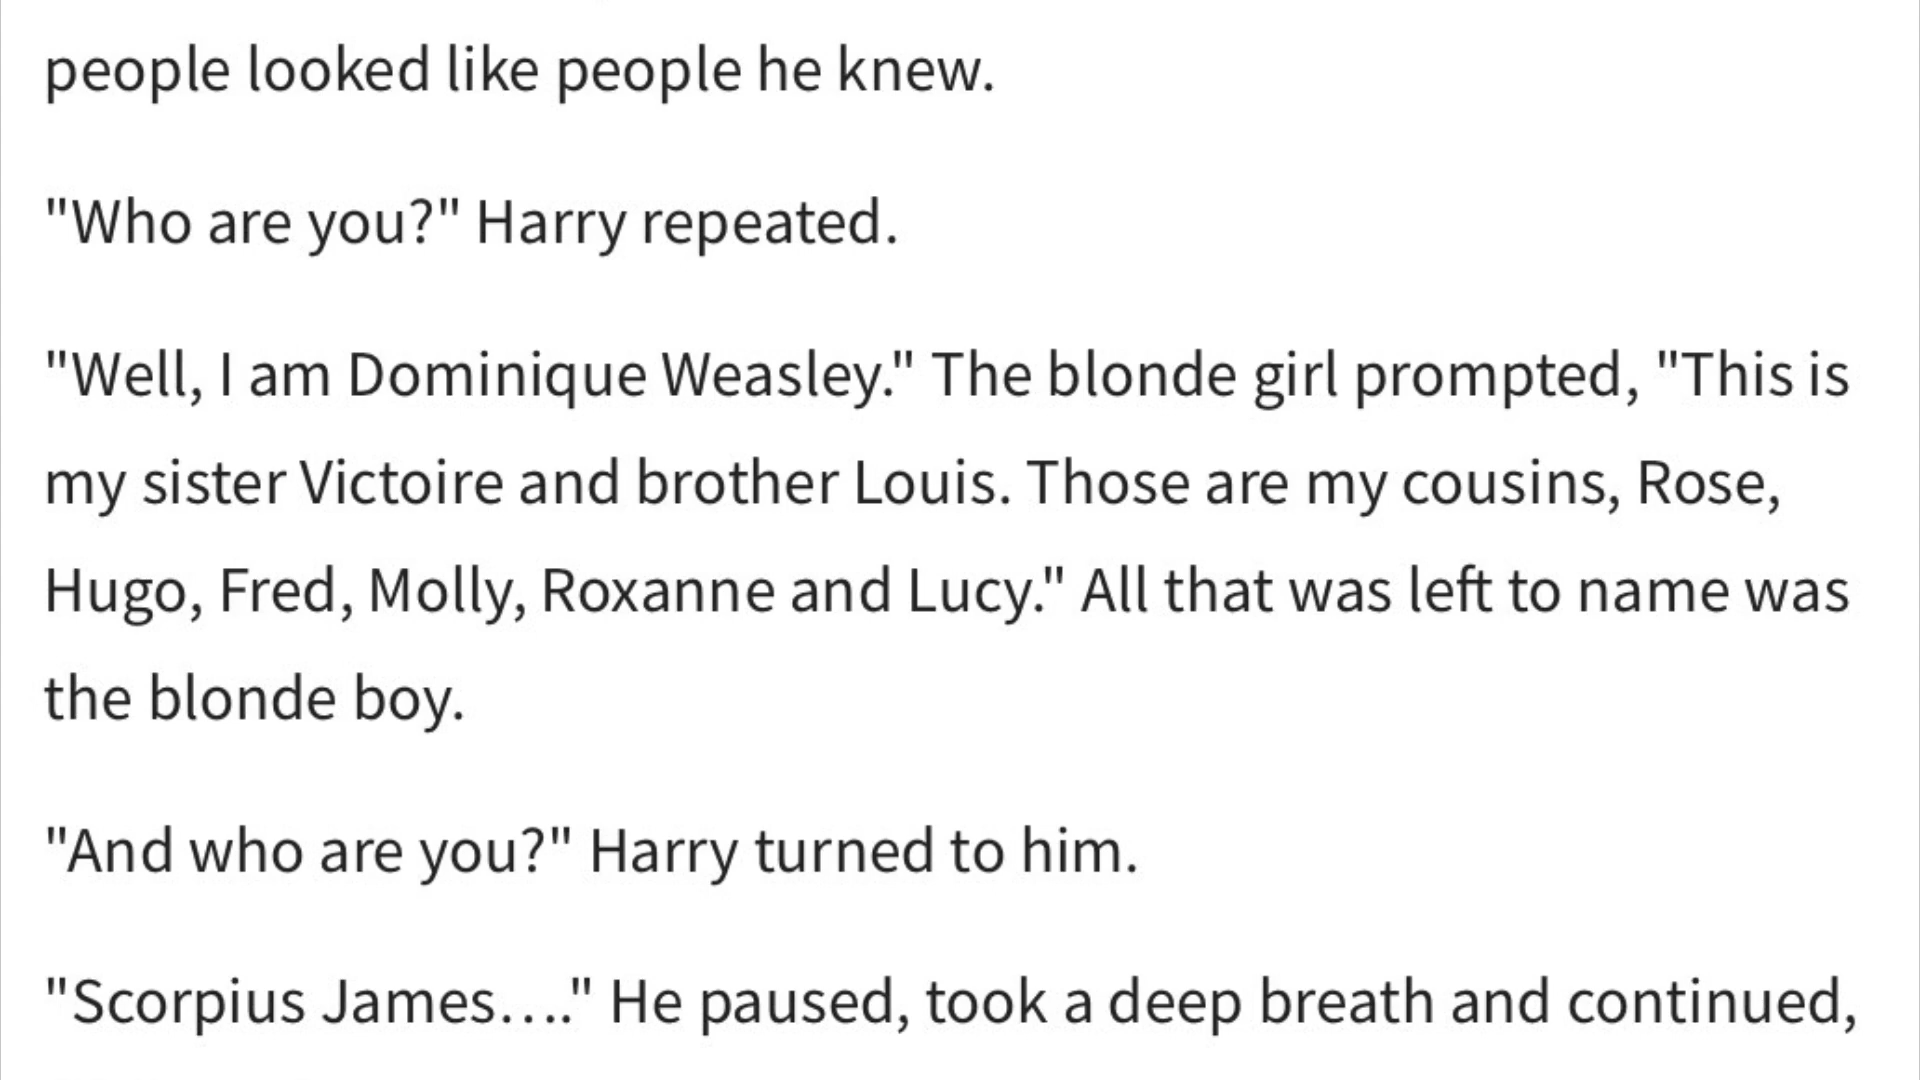 people looked like people he knew.
"Who are you?" Harry repeated.
"Well, I am Dominique Weasley." The blonde girl prompted, "This is
my sister Victoire and brother Louis. Those are my cousins, Rose,
Hugo, Fred, Molly, Roxanne and Lucy." All that was left to name was
the blonde boy.
"And who are you?" Harry turned to him.
"Scorpius James…." He paused, took a deep breath and continued,